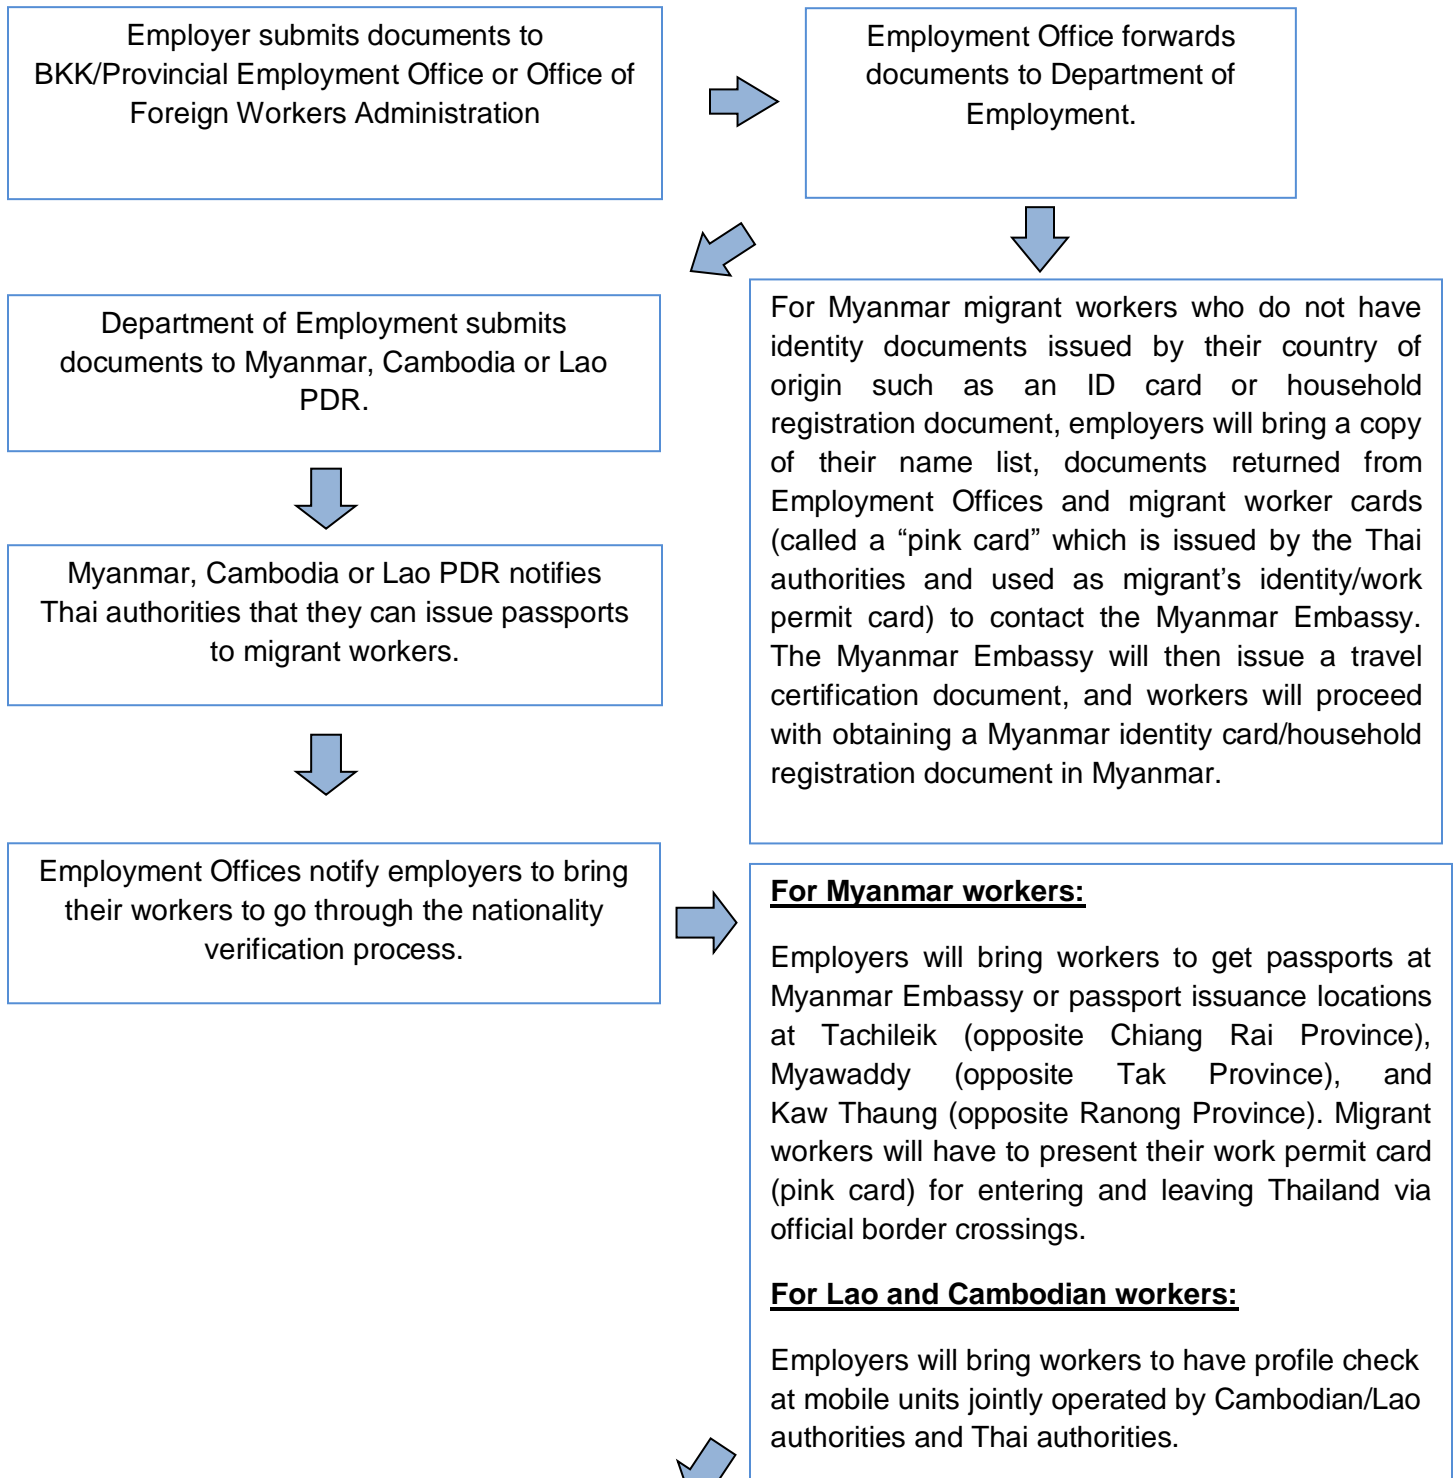 Employer submits documents to
BKK/Provincial Employment Office or Office of
Foreign Workers Administration
Employment Office forwards
documents to Department of
Employment.
Department of Employment submits
documents to Myanmar, Cambodia or Lao
PDR.
For Myanmar migrant workers who do not have
identity documents issued by their country of
origin such as an ID card or household
registration document, employers will bring a copy
of their name list, documents returned from
Employment Offices and migrant worker cards
(called a “pink card” which is issued by the Thai
authorities and used as migrant’s identity/work
permit card) to contact the Myanmar Embassy.
The Myanmar Embassy will then issue a travel
certification document, and workers will proceed
with obtaining a Myanmar identity card/household
registration document in Myanmar.
Myanmar, Cambodia or Lao PDR notifies
Thai authorities that they can issue passports
to migrant workers.
Employment Offices notify employers to bring
their workers to go through the nationality
verification process.
For Myanmar workers:
Employers will bring workers to get passports at
Myanmar Embassy or passport issuance locations
at Tachileik (opposite Chiang Rai Province),
Myawaddy (opposite Tak Province), and
Kaw Thaung (opposite Ranong Province). Migrant
workers will have to present their work permit card
(pink card) for entering and leaving Thailand via
official border crossings.
For Lao and Cambodian workers:
Employers will bring workers to have profile check
at mobile units jointly operated by Cambodian/Lao
authorities and Thai authorities.